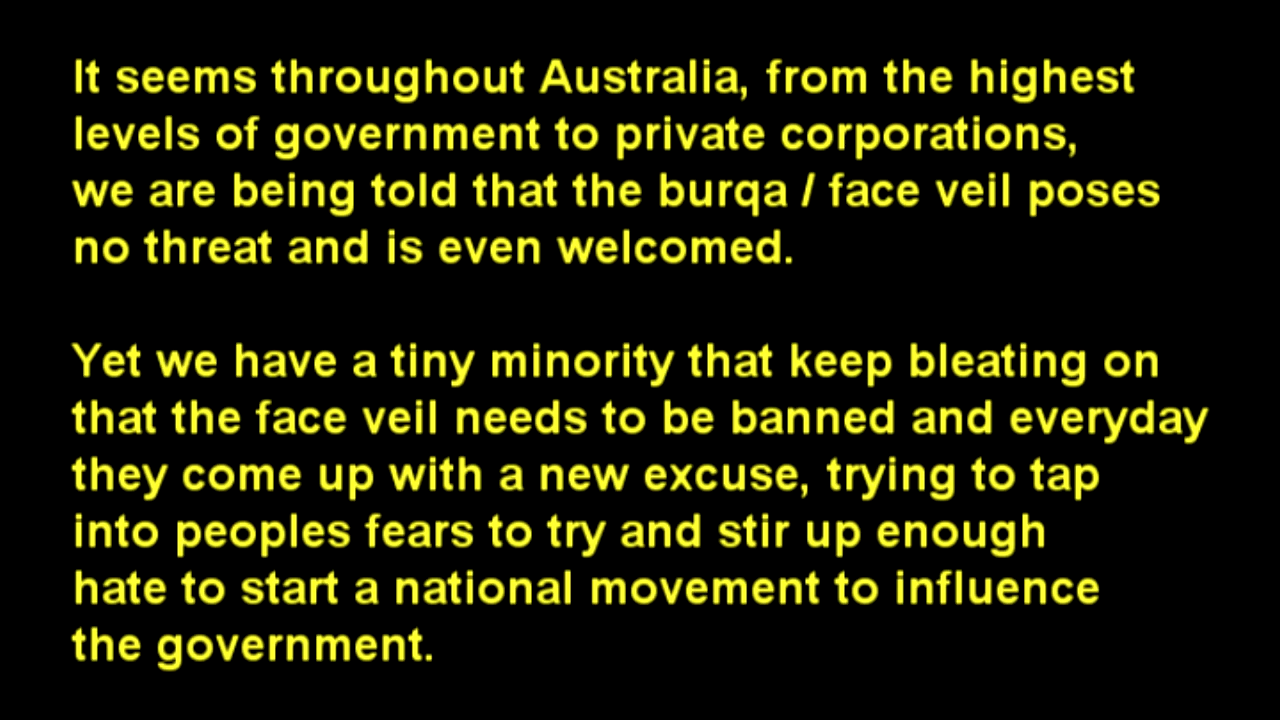 It seems throughout Australia, from the highest
levels of government to private corporations,
we are being told that the burqa / face veil poses
no threat and is even welcomed.
Yet we have a tiny minority that keep bleating on
that the face veil needs to be banned and everyday
they come up with a new excuse, trying to tap
into peoples fears to try and stir up enough
hate to start a national movement to influence
the government.